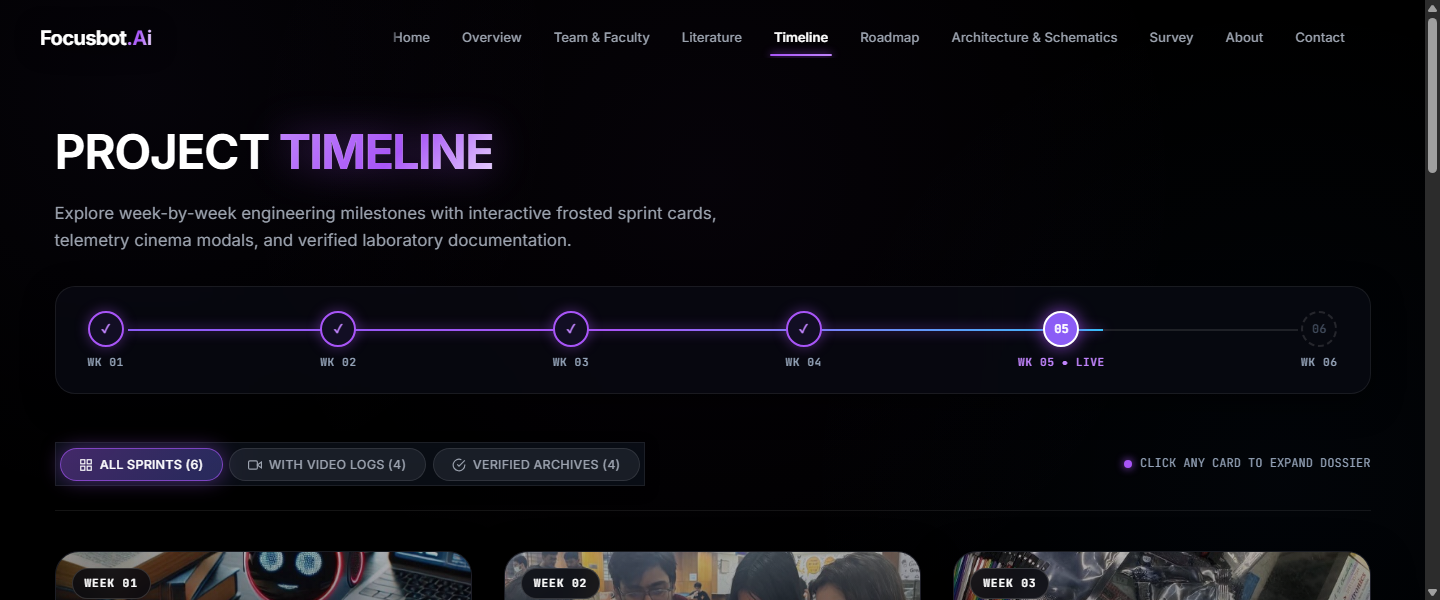 Focusbot.Ai
Home Overview Team & Faculty Literature Timeline Roadmap Architecture & Schematics Survey About Contact
PROJECT TIMELINE
Explore week-by-week engineering milestones with interactive frosted sprint cards,
telemetry cinema modals, and verified laboratory documentation.
✓ ✓ ✓ ✓ 05 06
WK 01 WK 02 WK 03 WK 04 WK 05 • LIVE WK 06
ALL SPRINTS (6) WITH VIDEO LOGS (4) VERIFIED ARCHIVES (4) CLICK ANY CARD TO EXPAND DOSSIER
WEEK 01 WEEK 02 WEEK 03